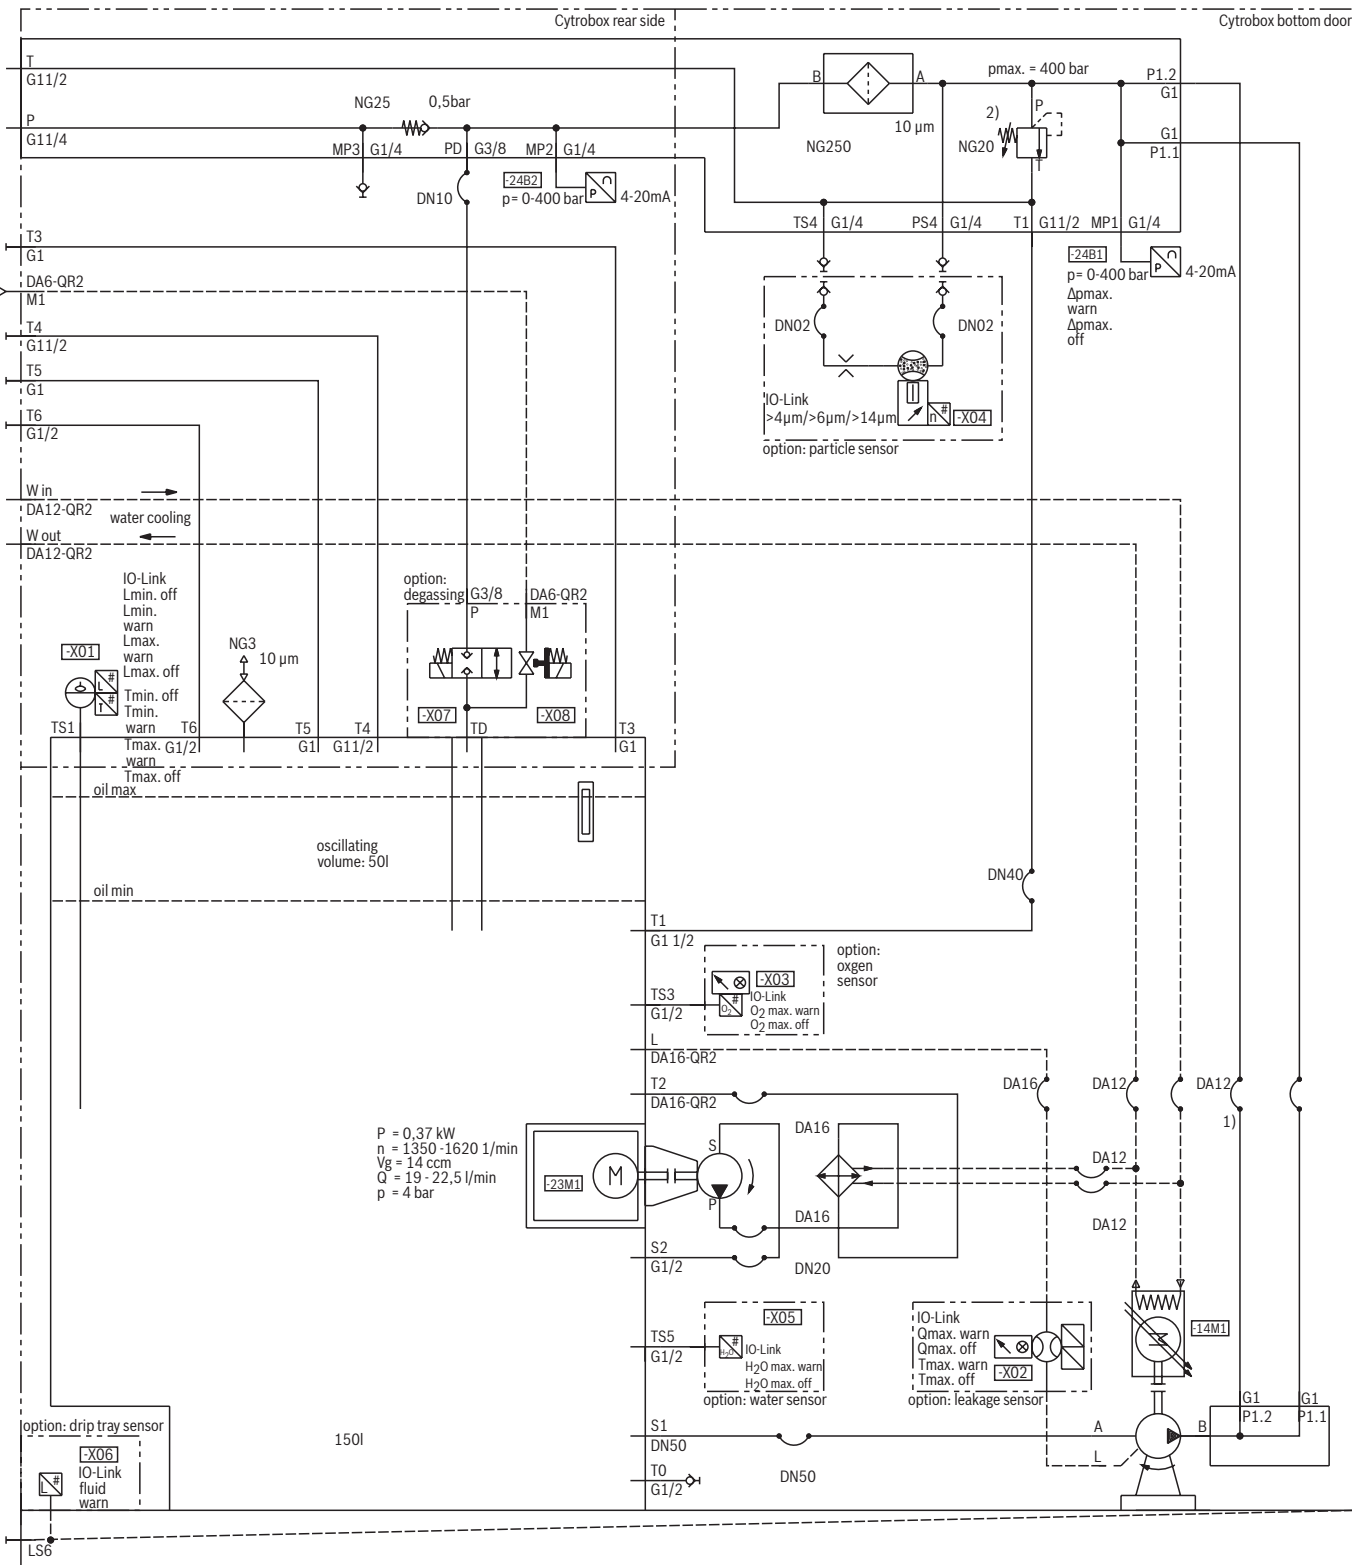 Cytrobox rear side
Cytrobox bottom door
T
G11/2
P
G11/4
NG25
0,5bar
MP3 G1/4
PD G3/8
MP2 G1/4
DN10
-24B2
p= 0-400 bar
P
4-20mA
B
A
10 µm
NG250
pmax. = 400 bar
2)
P
NG20
P1.2
G1
G1
P1.1
TS4 G1/4
PS4 G1/4
T1 G11/2
MP1 G1/4
-24B1
p= 0-400 bar
P
4-20mA
Δpmax.
warn
Δpmax.
off
T3
G1
DA6-QR2
M1
T4
G11/2
T5
G1
T6
G1/2
DN02
DN02
IO-Link
>4µm/>6µm/>14µm
n
#
-X04
option: particle sensor
W in
DA12-QR2
water cooling
W out
DA12-QR2
IO-Link
Lmin. off
Lmin.
warn
Lmax.
warn
Lmax. off
Tmin. off
Tmin.
warn
Tmax.
warn
Tmax. off
-X01
L
#
T
#
NG3
10 µm
option:
degassing
G3/8
P
DA6-QR2
M1
-X07
-X08
TS1
T6
G1/2
T5
G1
T4
G11/2
TD
T3
G1
oil max
oscillating
volume: 50l
oil min
DN40
T1
G1 1/2
option:
oxgen
sensor
-X03
O2
#
IO-Link
O2 max. warn
O2 max. off
TS3
G1/2
L
DA16-QR2
T2
DA16-QR2
DA16
DA12
DA12
1)
P = 0,37 kW
n = 1350 -1620 1/min
Vg = 14 ccm
Q = 19 - 22,5 l/min
p = 4 bar
-23M1
M
S
P
DA16
DA16
DA12
DA12
S2
G1/2
DN20
-X05
H2O
#
IO-Link
H2O max. warn
H2O max. off
TS5
G1/2
option: water sensor
IO-Link
Qmax. warn
Qmax. off
Tmax. warn
Tmax. off
-X02
option: leakage sensor
-14M1
G1
P1.2
G1
P1.1
option: drip tray sensor
-X06
IO-Link
fluid
warn
L
#
150l
S1
DN50
DN50
A
B
L
T0
G1/2
LS6